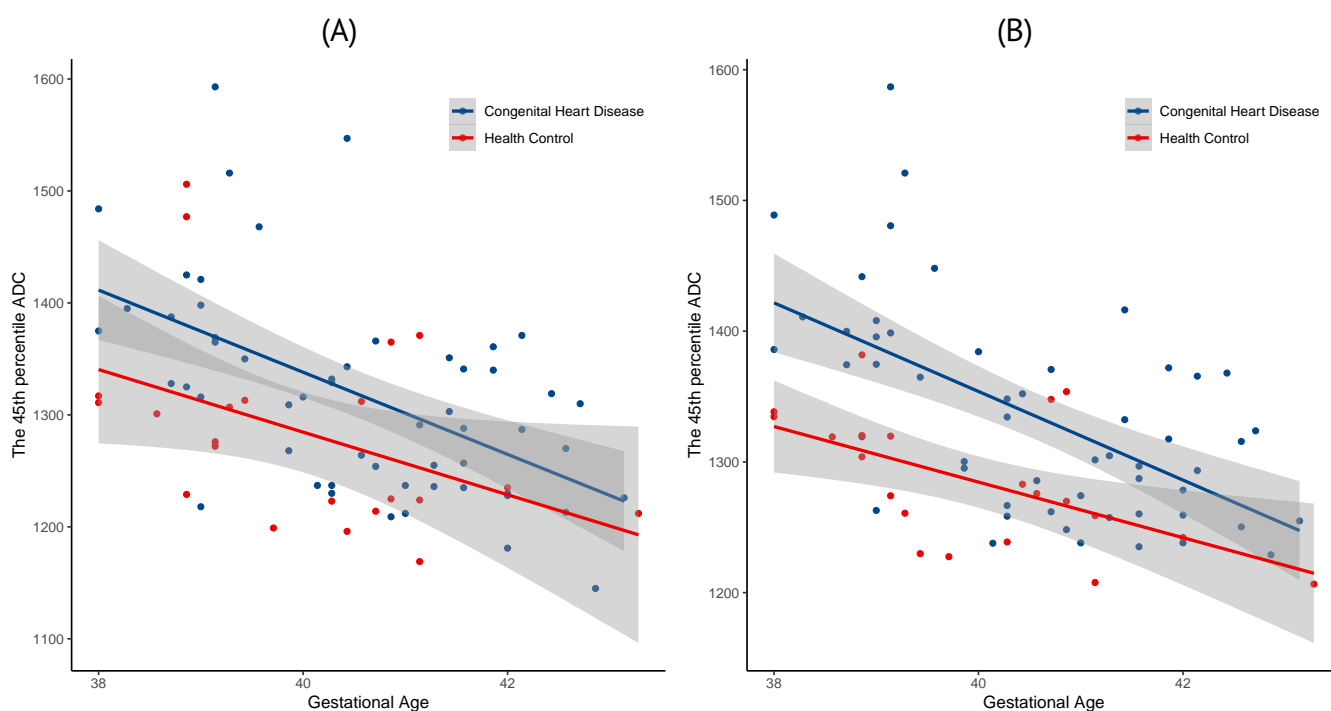 (A)
1600
1500
1400
1300
1200
1100
The 45th percentile ADC
38
40
42
Gestational Age
Congenital Heart Disease
Health Control
(B)
1600
1500
1400
1300
1200
The 45th percentile ADC
38
40
42
Gestational Age
Congenital Heart Disease
Health Control